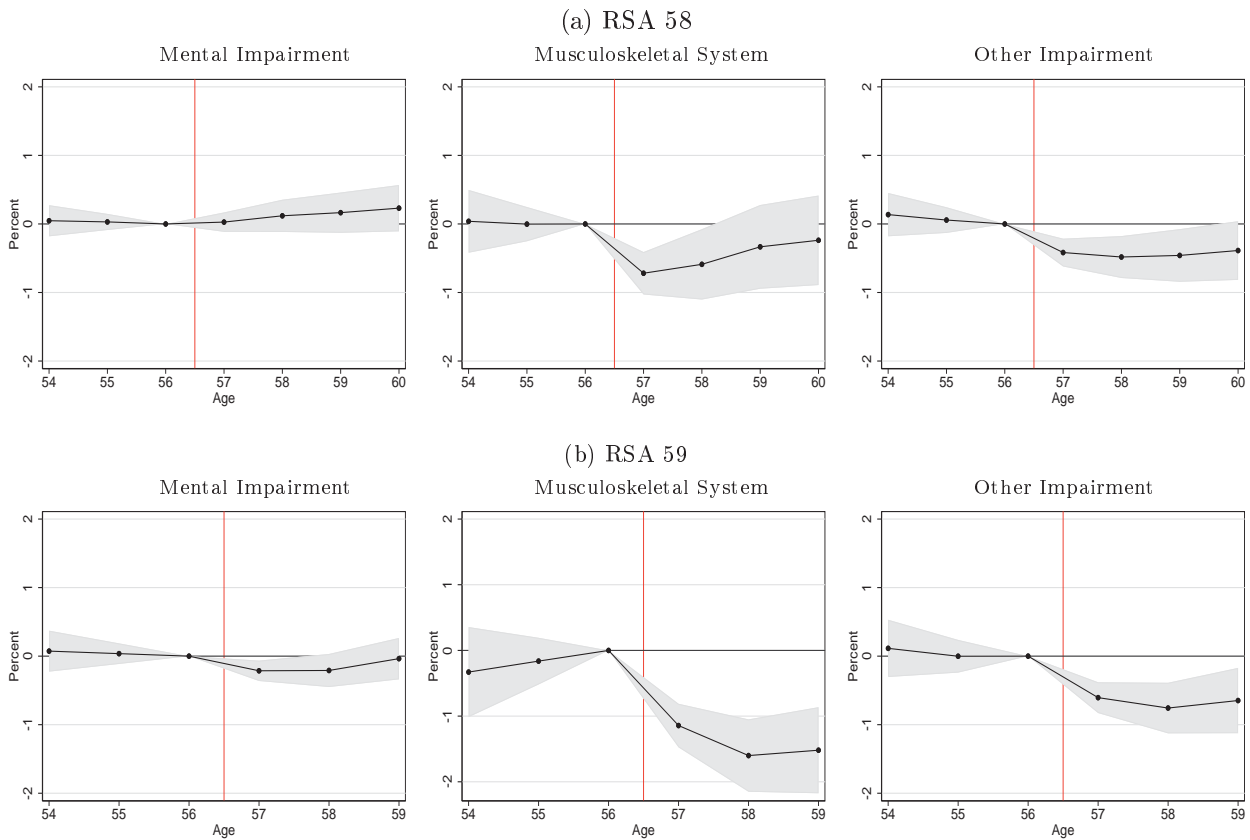 (a) RSA 58
Mental Impairment
Percent
2
1
0
-1
-2
54 55 56 57 58 59 60
Age
Musculoskeletal System
Percent
2
1
0
-1
-2
54 55 56 57 58 59 60
Age
Other Impairment
Percent
2
1
0
-1
-2
54 55 56 57 58 59 60
Age
(b) RSA 59
Mental Impairment
Percent
2
1
0
-1
-2
54 55 56 57 58 59
Age
Musculoskeletal System
Percent
2
1
0
-1
-2
54 55 56 57 58 59
Age
Other Impairment
Percent
2
1
0
-1
-2
54 55 56 57 58 59
Age